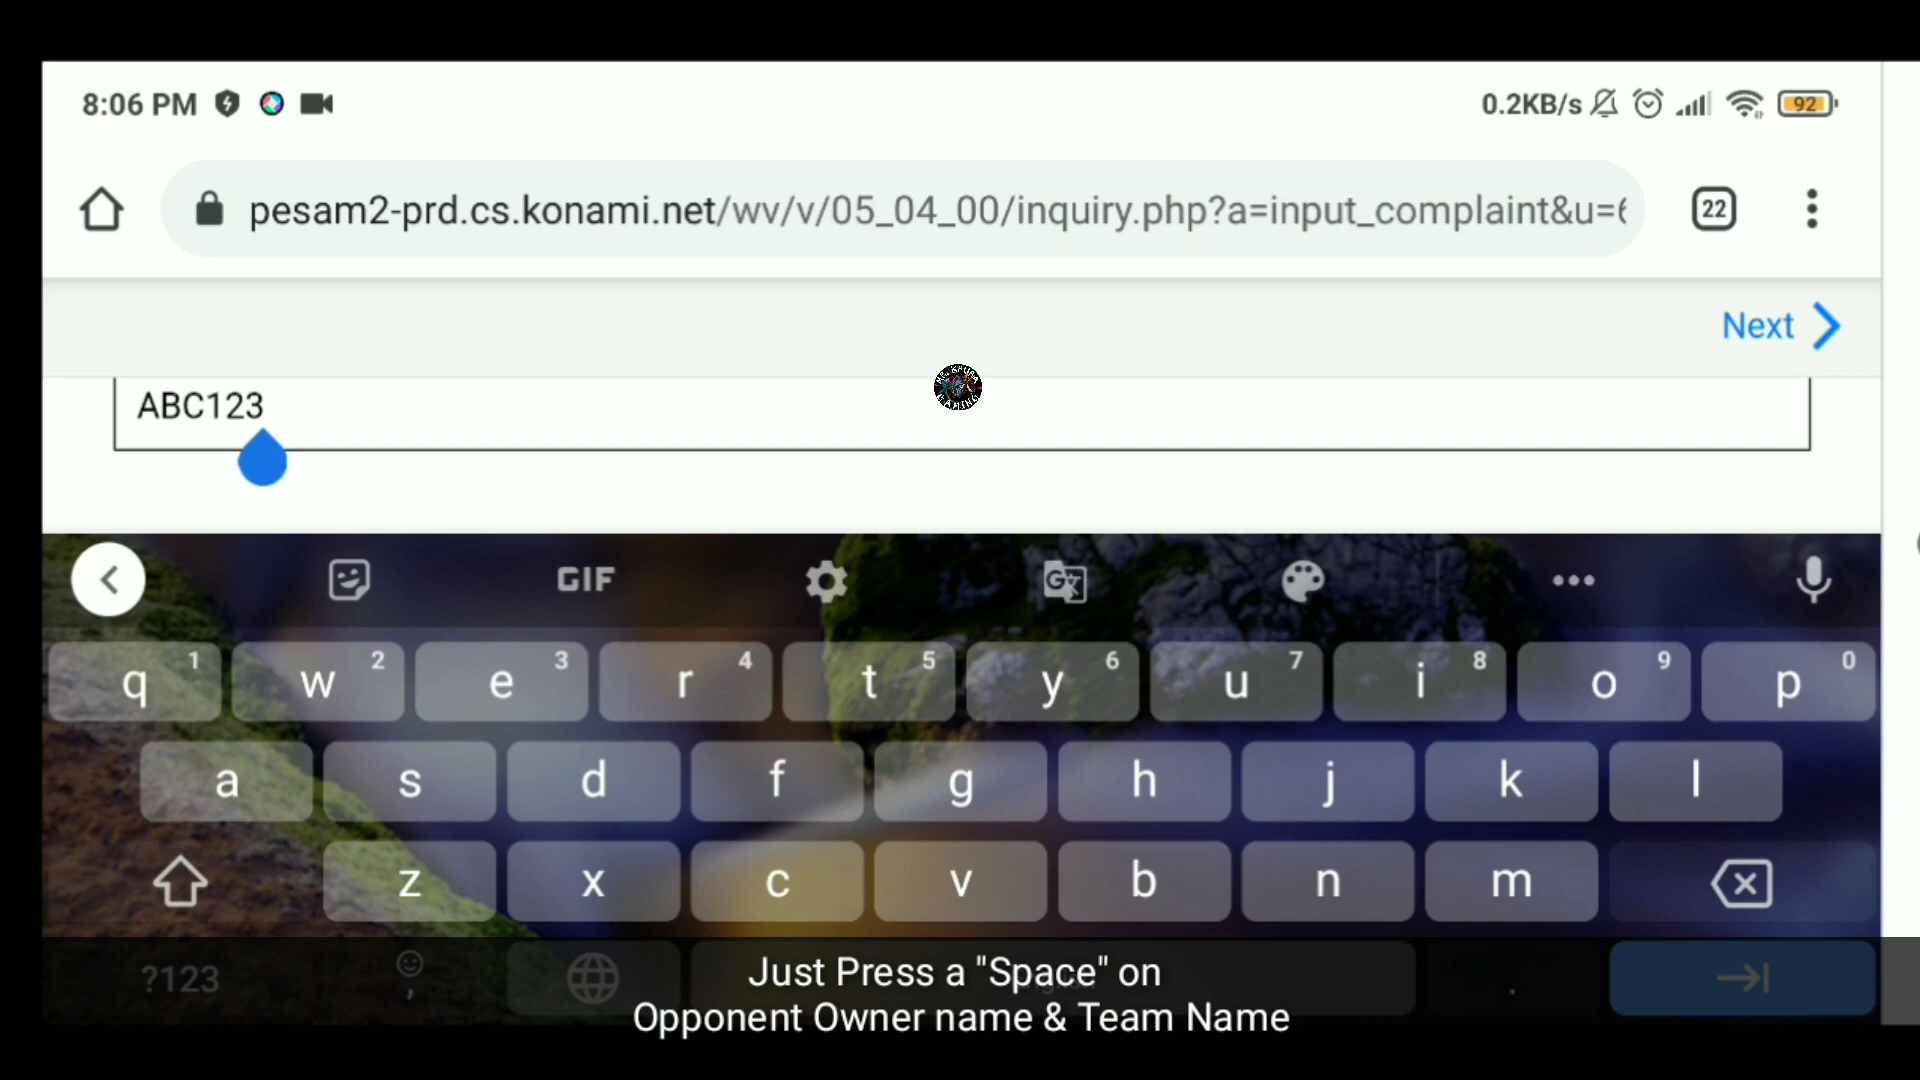 8:06 PM
0.2KB/s
92
pesam2-prd.cs.konami.net/wv/v/05_04_00/inquiry.php?a=input_complaint&u=6
22
Next
ABC123
GIF
q 1 w 2 e 3 r 4 t 5 y 6 u 7 i 8 o 9 p 0
a s d f g h j k l
z x c v b n m
?123 , .
Just Press a "Space" on
Opponent Owner name & Team Name